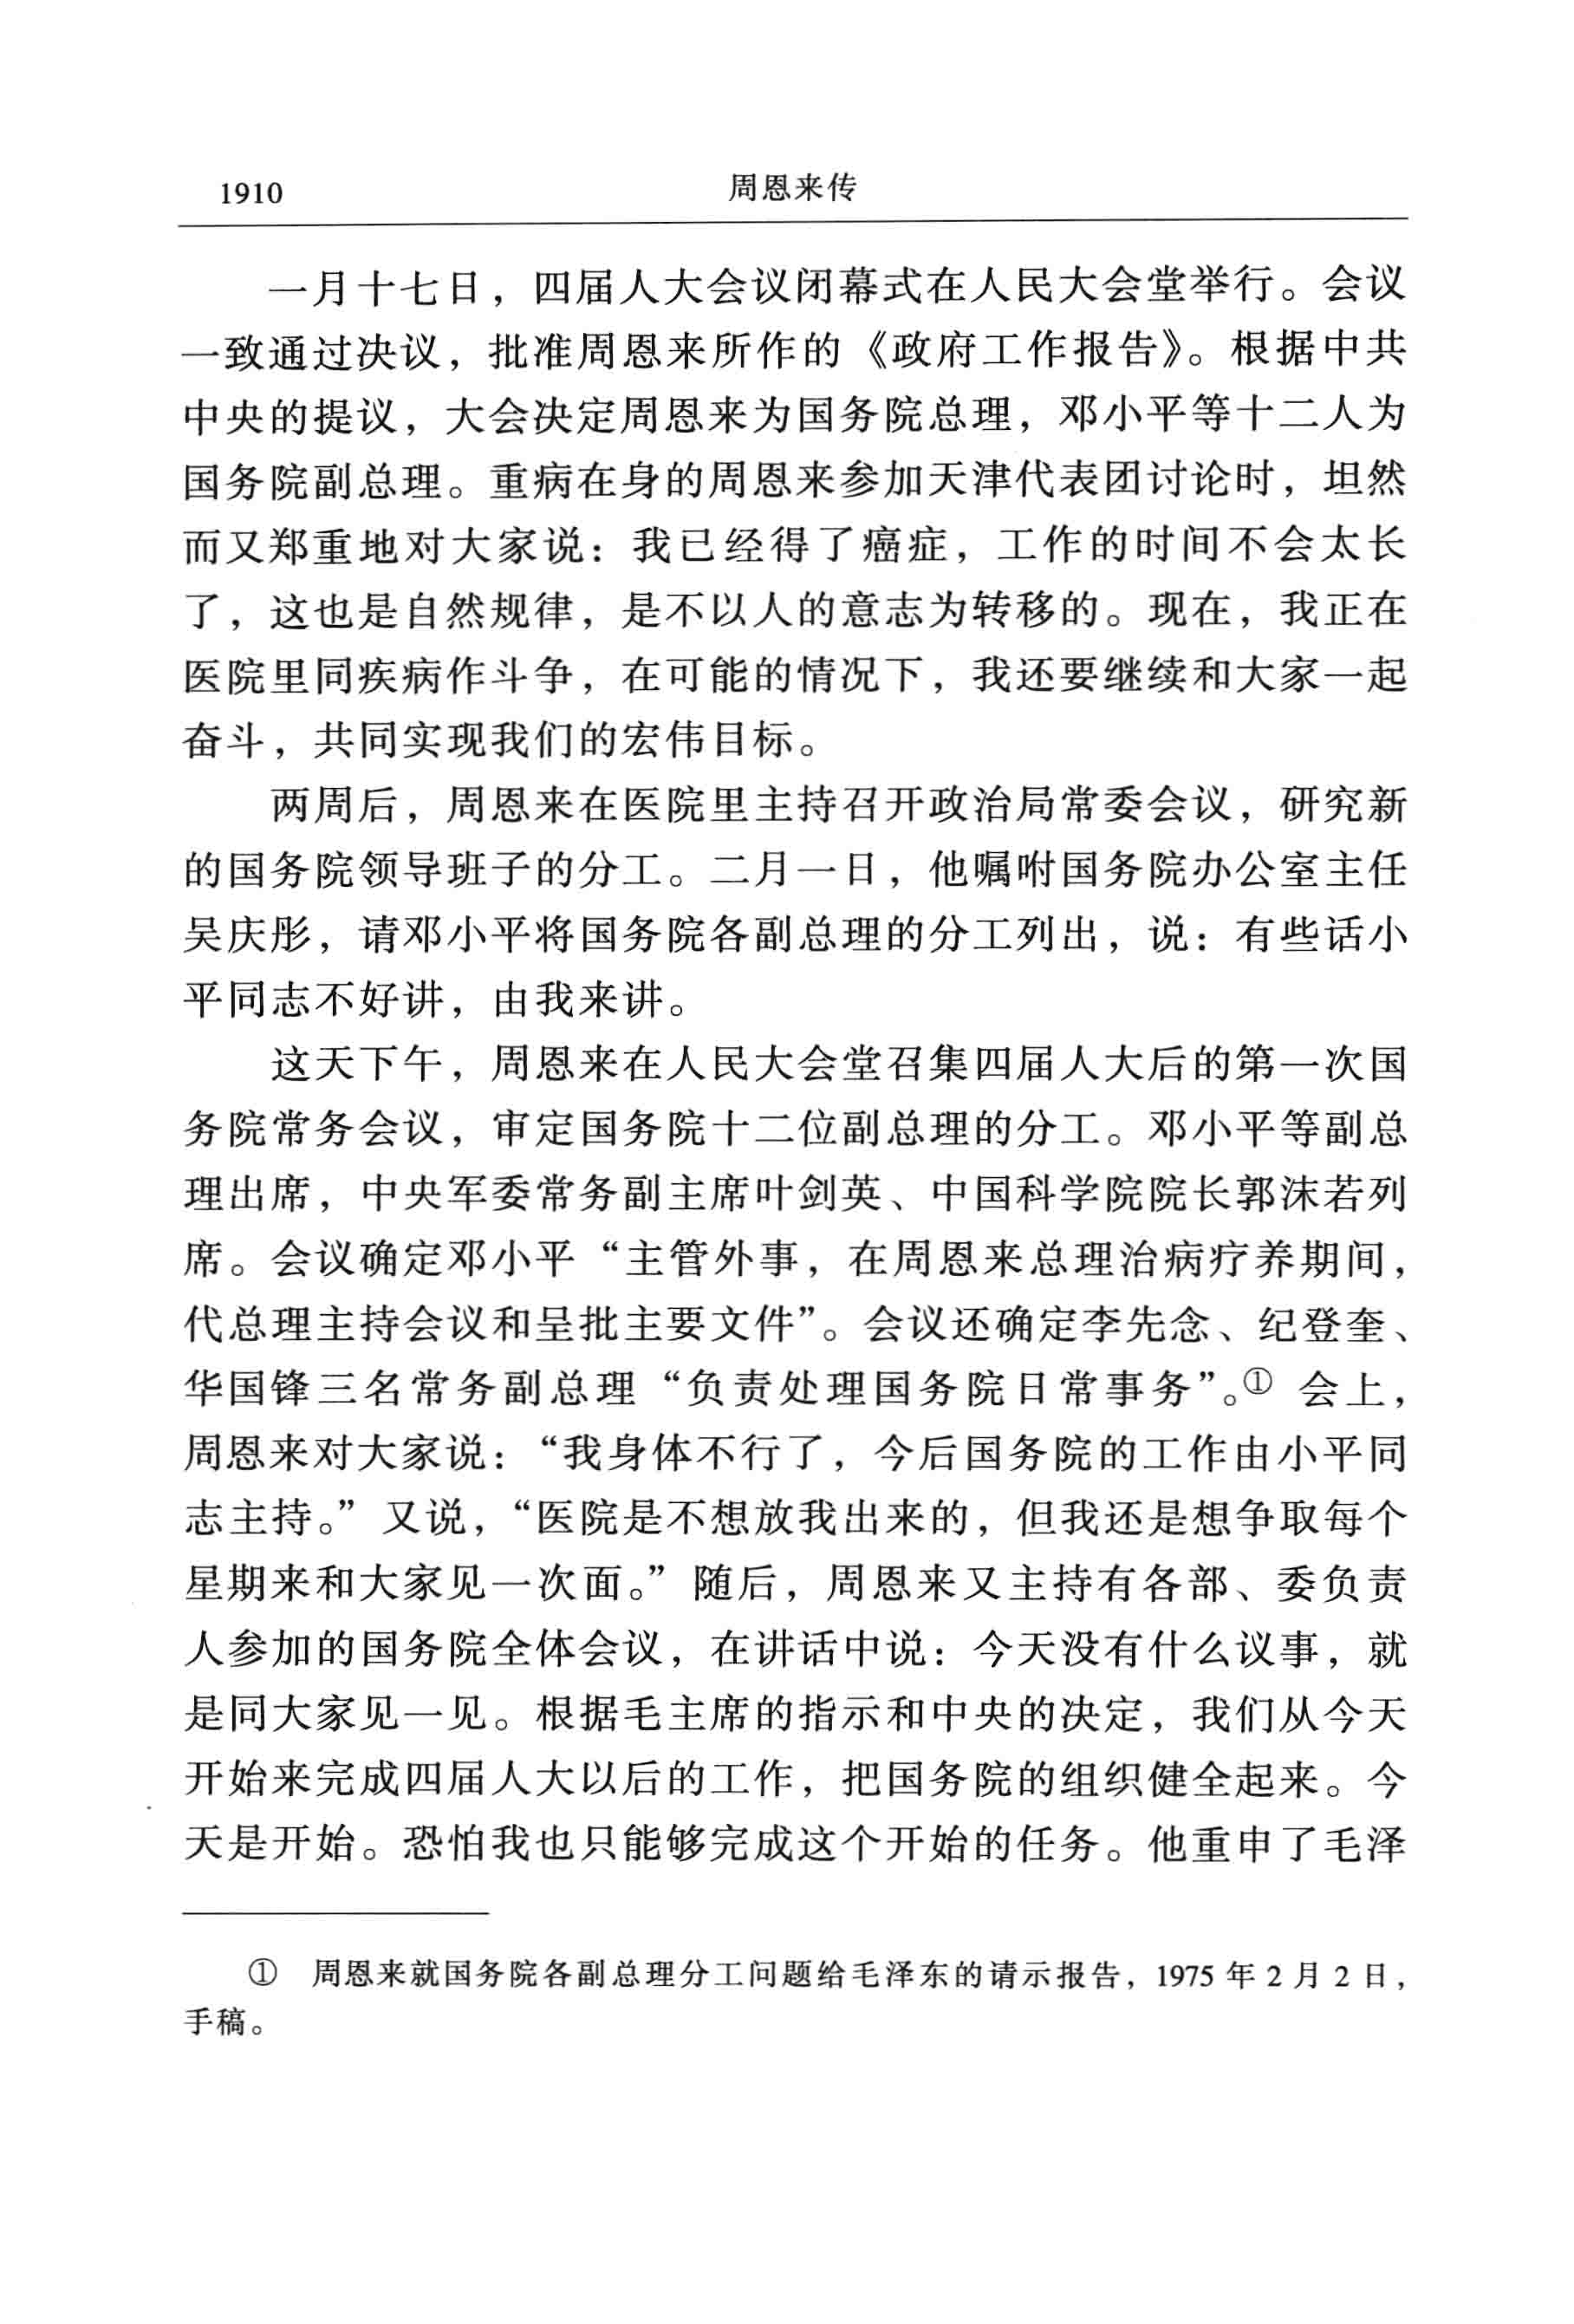 1910
周恩来传
一月十七日，四届人大会议闭幕式在人民大会堂举行。会议
一致通过决议，批准周恩来所作的《政府工作报告》。根据中共
中央的提议，大会决定周恩来为国务院总理，邓小平等十二人为
国务院副总理。重病在身的周恩来参加天津代表团讨论时，坦然
而又郑重地对大家说：我已经得了癌症，工作的时间不会太长
了，这也是自然规律，是不以人的意志为转移的。现在，我正在
医院里同疾病作斗争，在可能的情况下，我还要继续和大家一起
奋斗，共同实现我们的宏伟目标。
两周后，周恩来在医院里主持召开政治局常委会议，研究新
的国务院领导班子的分工。二月一日，他嘱咐国务院办公室主任
吴庆彤，请邓小平将国务院各副总理的分工列出，说：有些话小
平同志不好讲，由我来讲。
这天下午，周恩来在人民大会堂召集四届人大后的第一次国
务院常务会议，审定国务院十二位副总理的分工。邓小平等副总
理出席，中央军委常务副主席叶剑英、中国科学院院长郭沫若列
席。会议确定邓小平“主管外事，在周恩来总理治病疗养期间，
代总理主持会议和呈批主要文件”。会议还确定李先念、纪登奎、
华国锋三名常务副总理“负责处理国务院日常事务”。① 会上，
周恩来对大家说：“我身体不行了，今后国务院的工作由小平同
志主持。”又说，“医院是不想放我出来的，但我还是想争取每个
星期来和大家见一次面。”随后，周恩来又主持有各部、委负责
人参加的国务院全体会议，在讲话中说：今天没有什么议事，就
是同大家见一见。根据毛主席的指示和中央的决定，我们从今天
开始来完成四届人大以后的工作，把国务院的组织健全起来。今
天是开始。恐怕我也只能够完成这个开始的任务。他重申了毛泽
① 周恩来就国务院各副总理分工问题给毛泽东的请示报告，1975 年 2 月 2 日，
手稿。